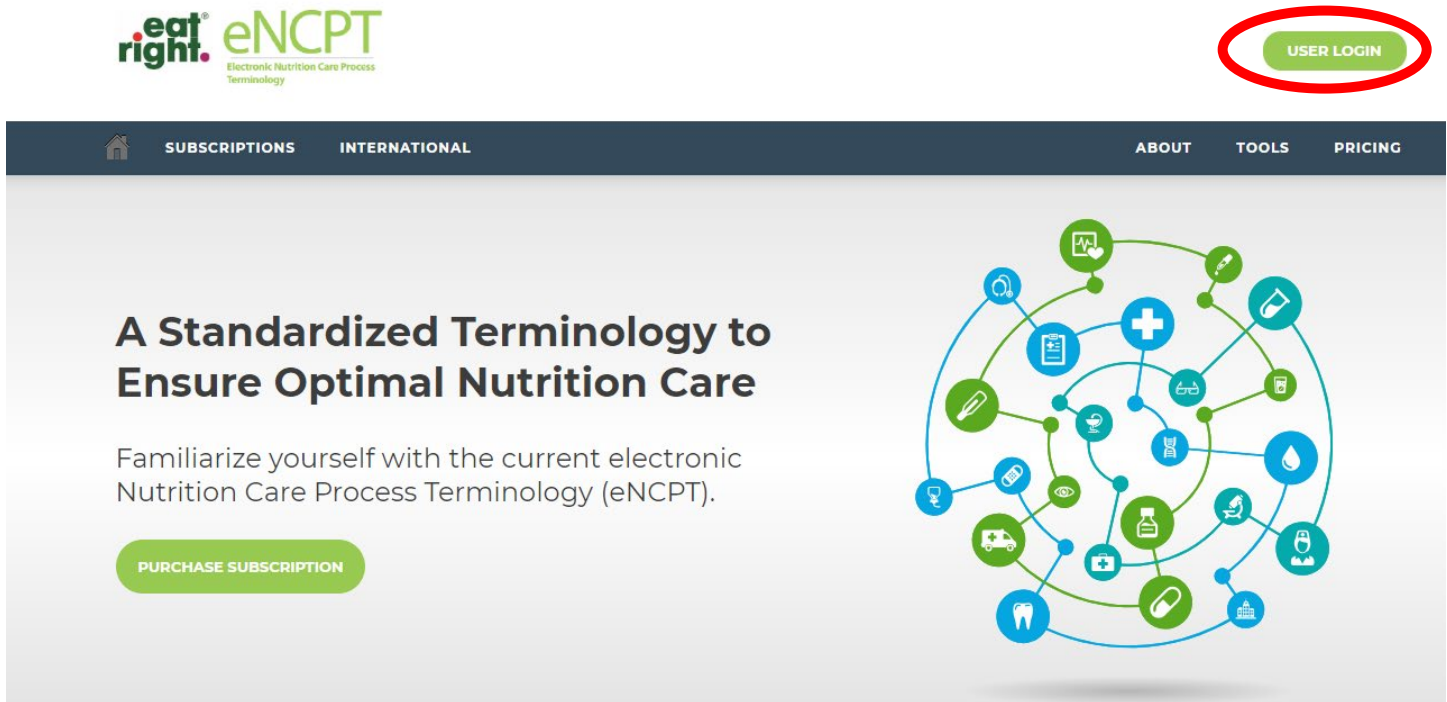 eat
right.
eNCPT
Electronic Nutrition Care Process
Terminology
USER LOGIN
SUBSCRIPTIONS INTERNATIONAL ABOUT TOOLS PRICING
A Standardized Terminology to
Ensure Optimal Nutrition Care
Familiarize yourself with the current electronic
Nutrition Care Process Terminology (eNCPT).
PURCHASE SUBSCRIPTION